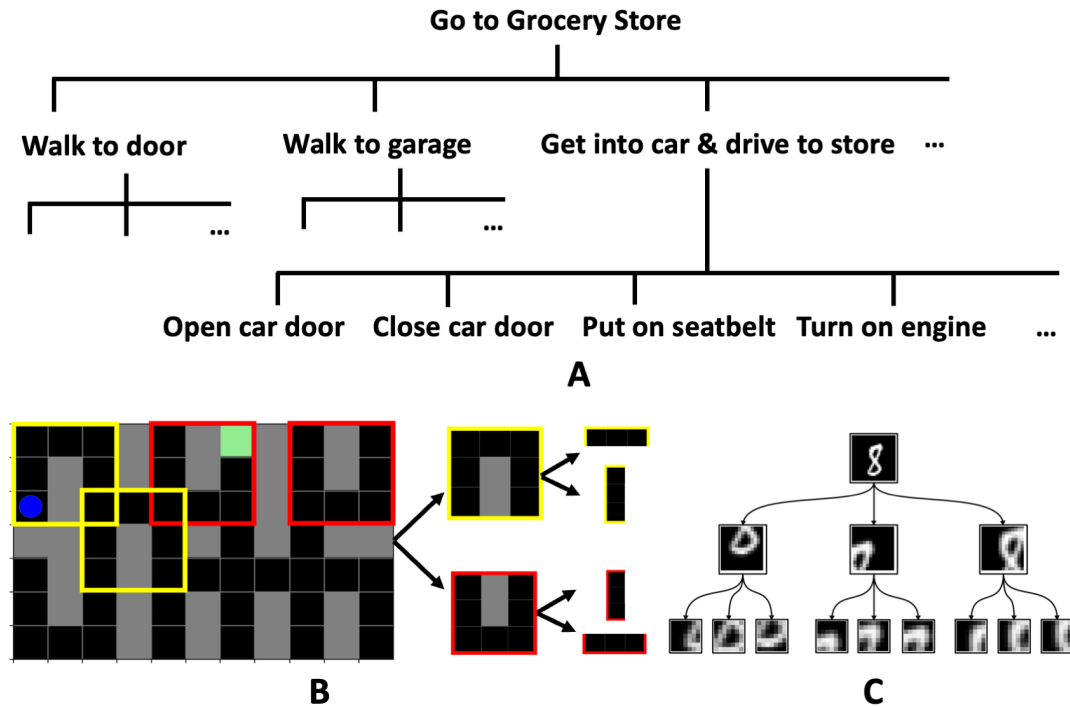 Go to Grocery Store
Walk to door
Walk to garage
Get into car & drive to store
...
...
...
Open car door
Close car door
Put on seatbelt
Turn on engine
...
A
8
B
C